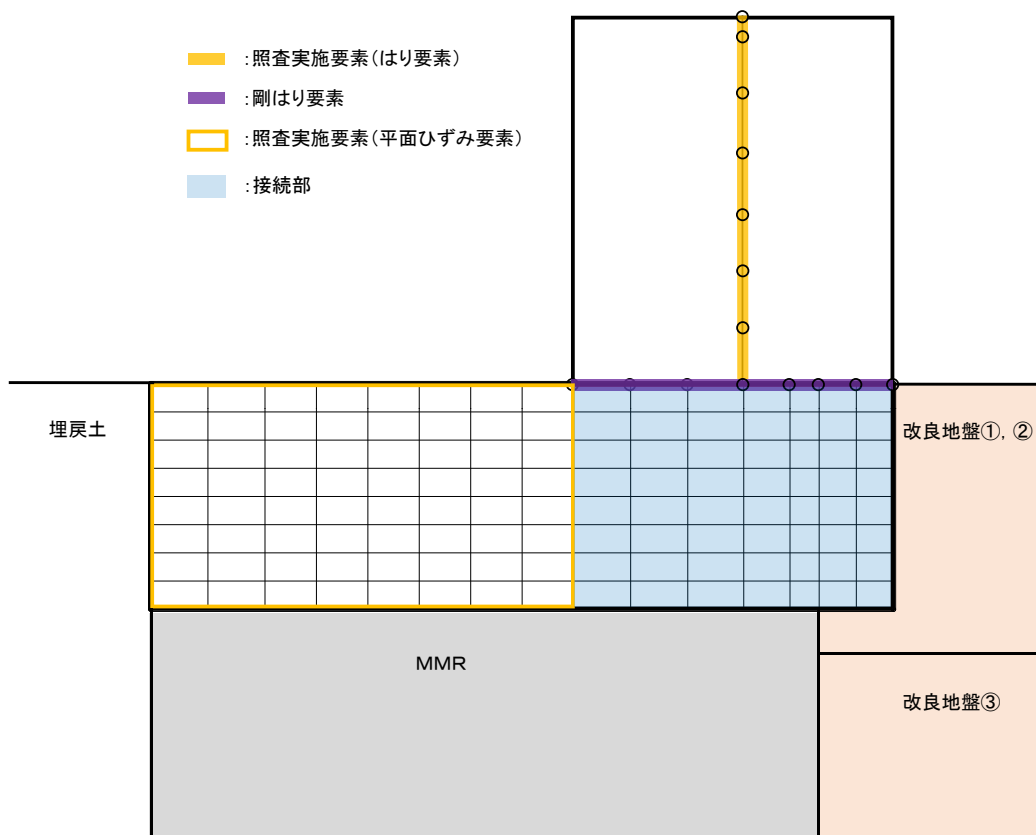 ：照査実施要素（はり要素）
：剛はり要素
：照査実施要素（平面ひずみ要素）
：接続部
埋戻土
改良地盤①，②
MMR
改良地盤③